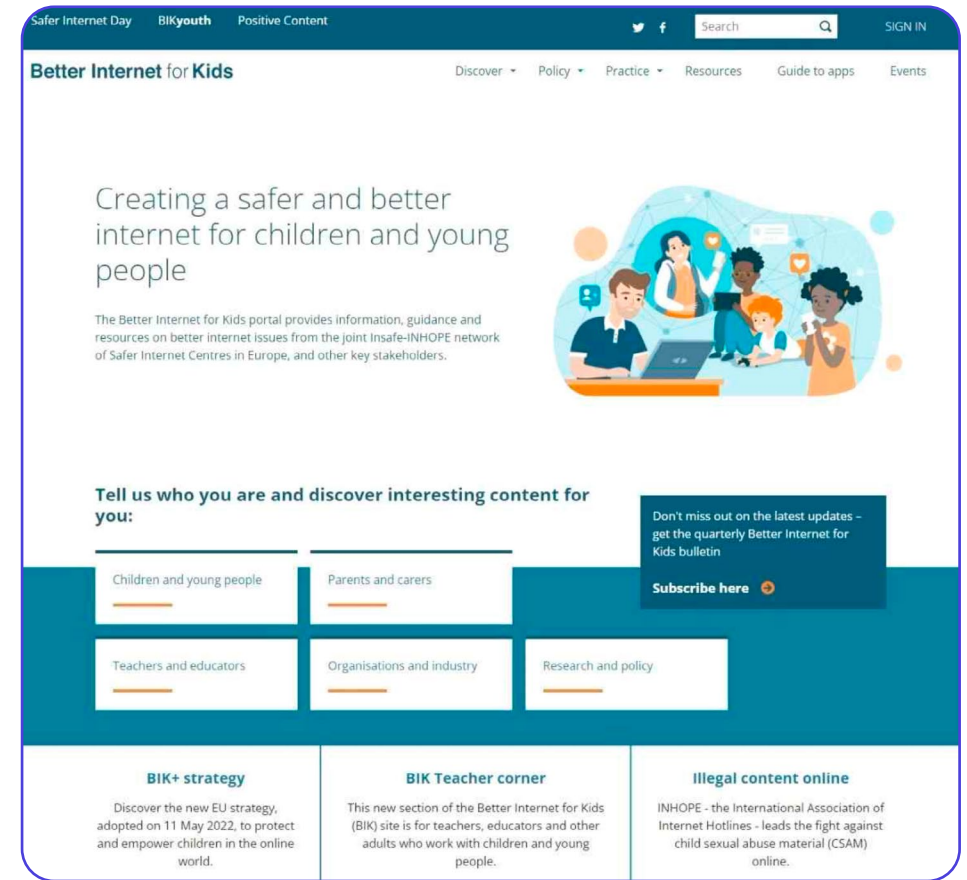 Safer Internet Day BIKyouth Positive Content Search SIGN IN
Better Internet for Kids Discover Policy Practice Resources Guide to apps Events
Creating a safer and better
internet for children and young
people
The Better Internet for Kids portal provides information, guidance and
resources on better internet issues from the joint Insafe-INHOPE network
of Safer Internet Centres in Europe, and other key stakeholders.
Tell us who you are and discover interesting content for
you:
Don't miss out on the latest updates –
get the quarterly Better Internet for
Kids bulletin
Subscribe here
Children and young people
Parents and carers
Teachers and educators
Organisations and industry
Research and policy
BIK+ strategy
Discover the new EU strategy,
adopted on 11 May 2022, to protect
and empower children in the online
world.
BIK Teacher corner
This new section of the Better Internet for Kids
(BIK) site is for teachers, educators and other
adults who work with children and young
people.
Illegal content online
INHOPE - the International Association of
Internet Hotlines - leads the fight against
child sexual abuse material (CSAM)
online.